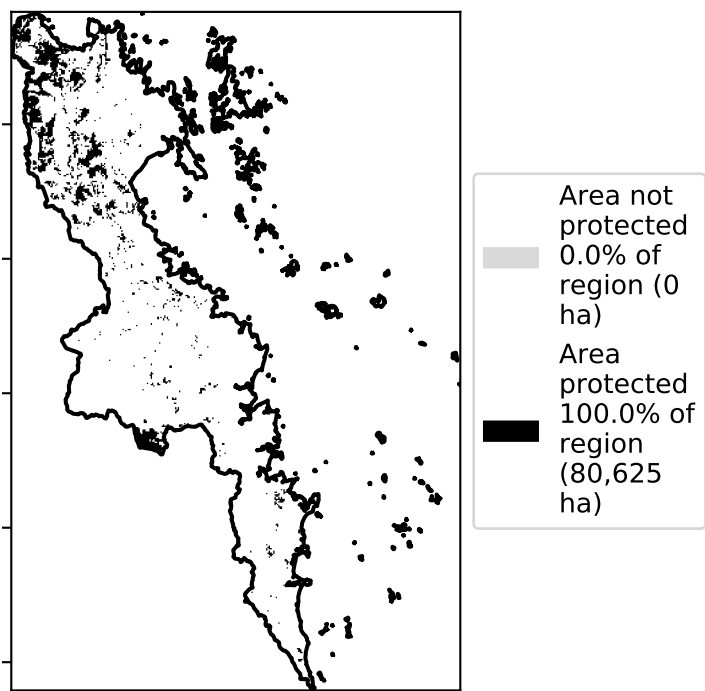 Area not
protected
0.0% of
region (0
ha)
Area
protected
100.0% of
region
(80,625
ha)